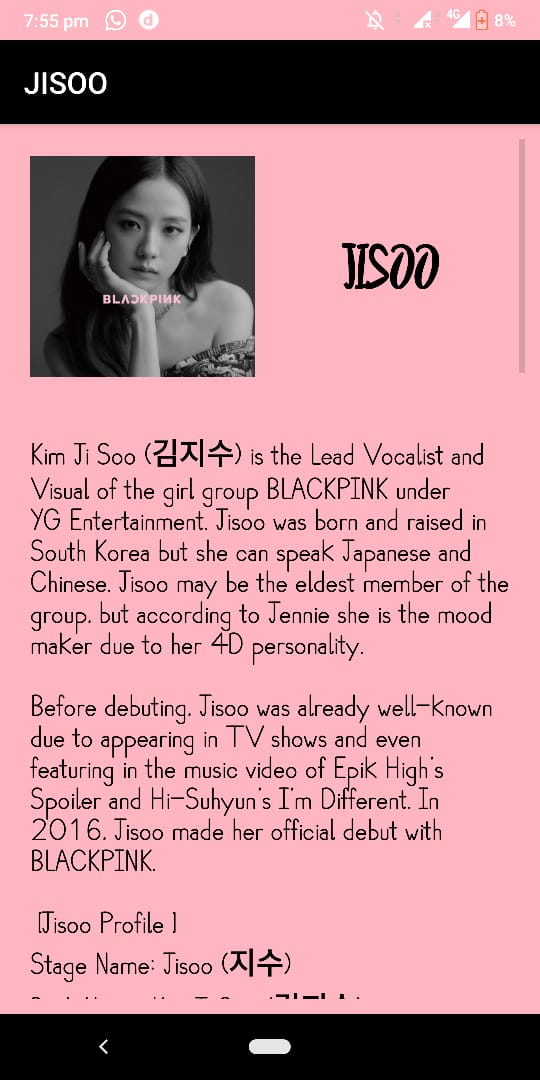 7:55 pm
4G
8%
JISOO
BLACKPINK
JISOO
Kim Ji Soo (김지수) is the Lead Vocalist and
Visual of the girl group BLACKPINK under
YG Entertainment. Jisoo was born and raised in
South Korea but she can speak Japanese and
Chinese. Jisoo may be the eldest member of the
group. but according to Jennie she is the mood
maker due to her 4D personality.
Before debuting. Jisoo was already well-known
due to appearing in TV shows and even
featuring in the music video of Epik High's
Spoiler and Hi-Suhyun's I'm Different. In
2016. Jisoo made her official debut with
BLACKPINK.
[Jisoo Profile ]
Stage Name: Jisoo (지수)